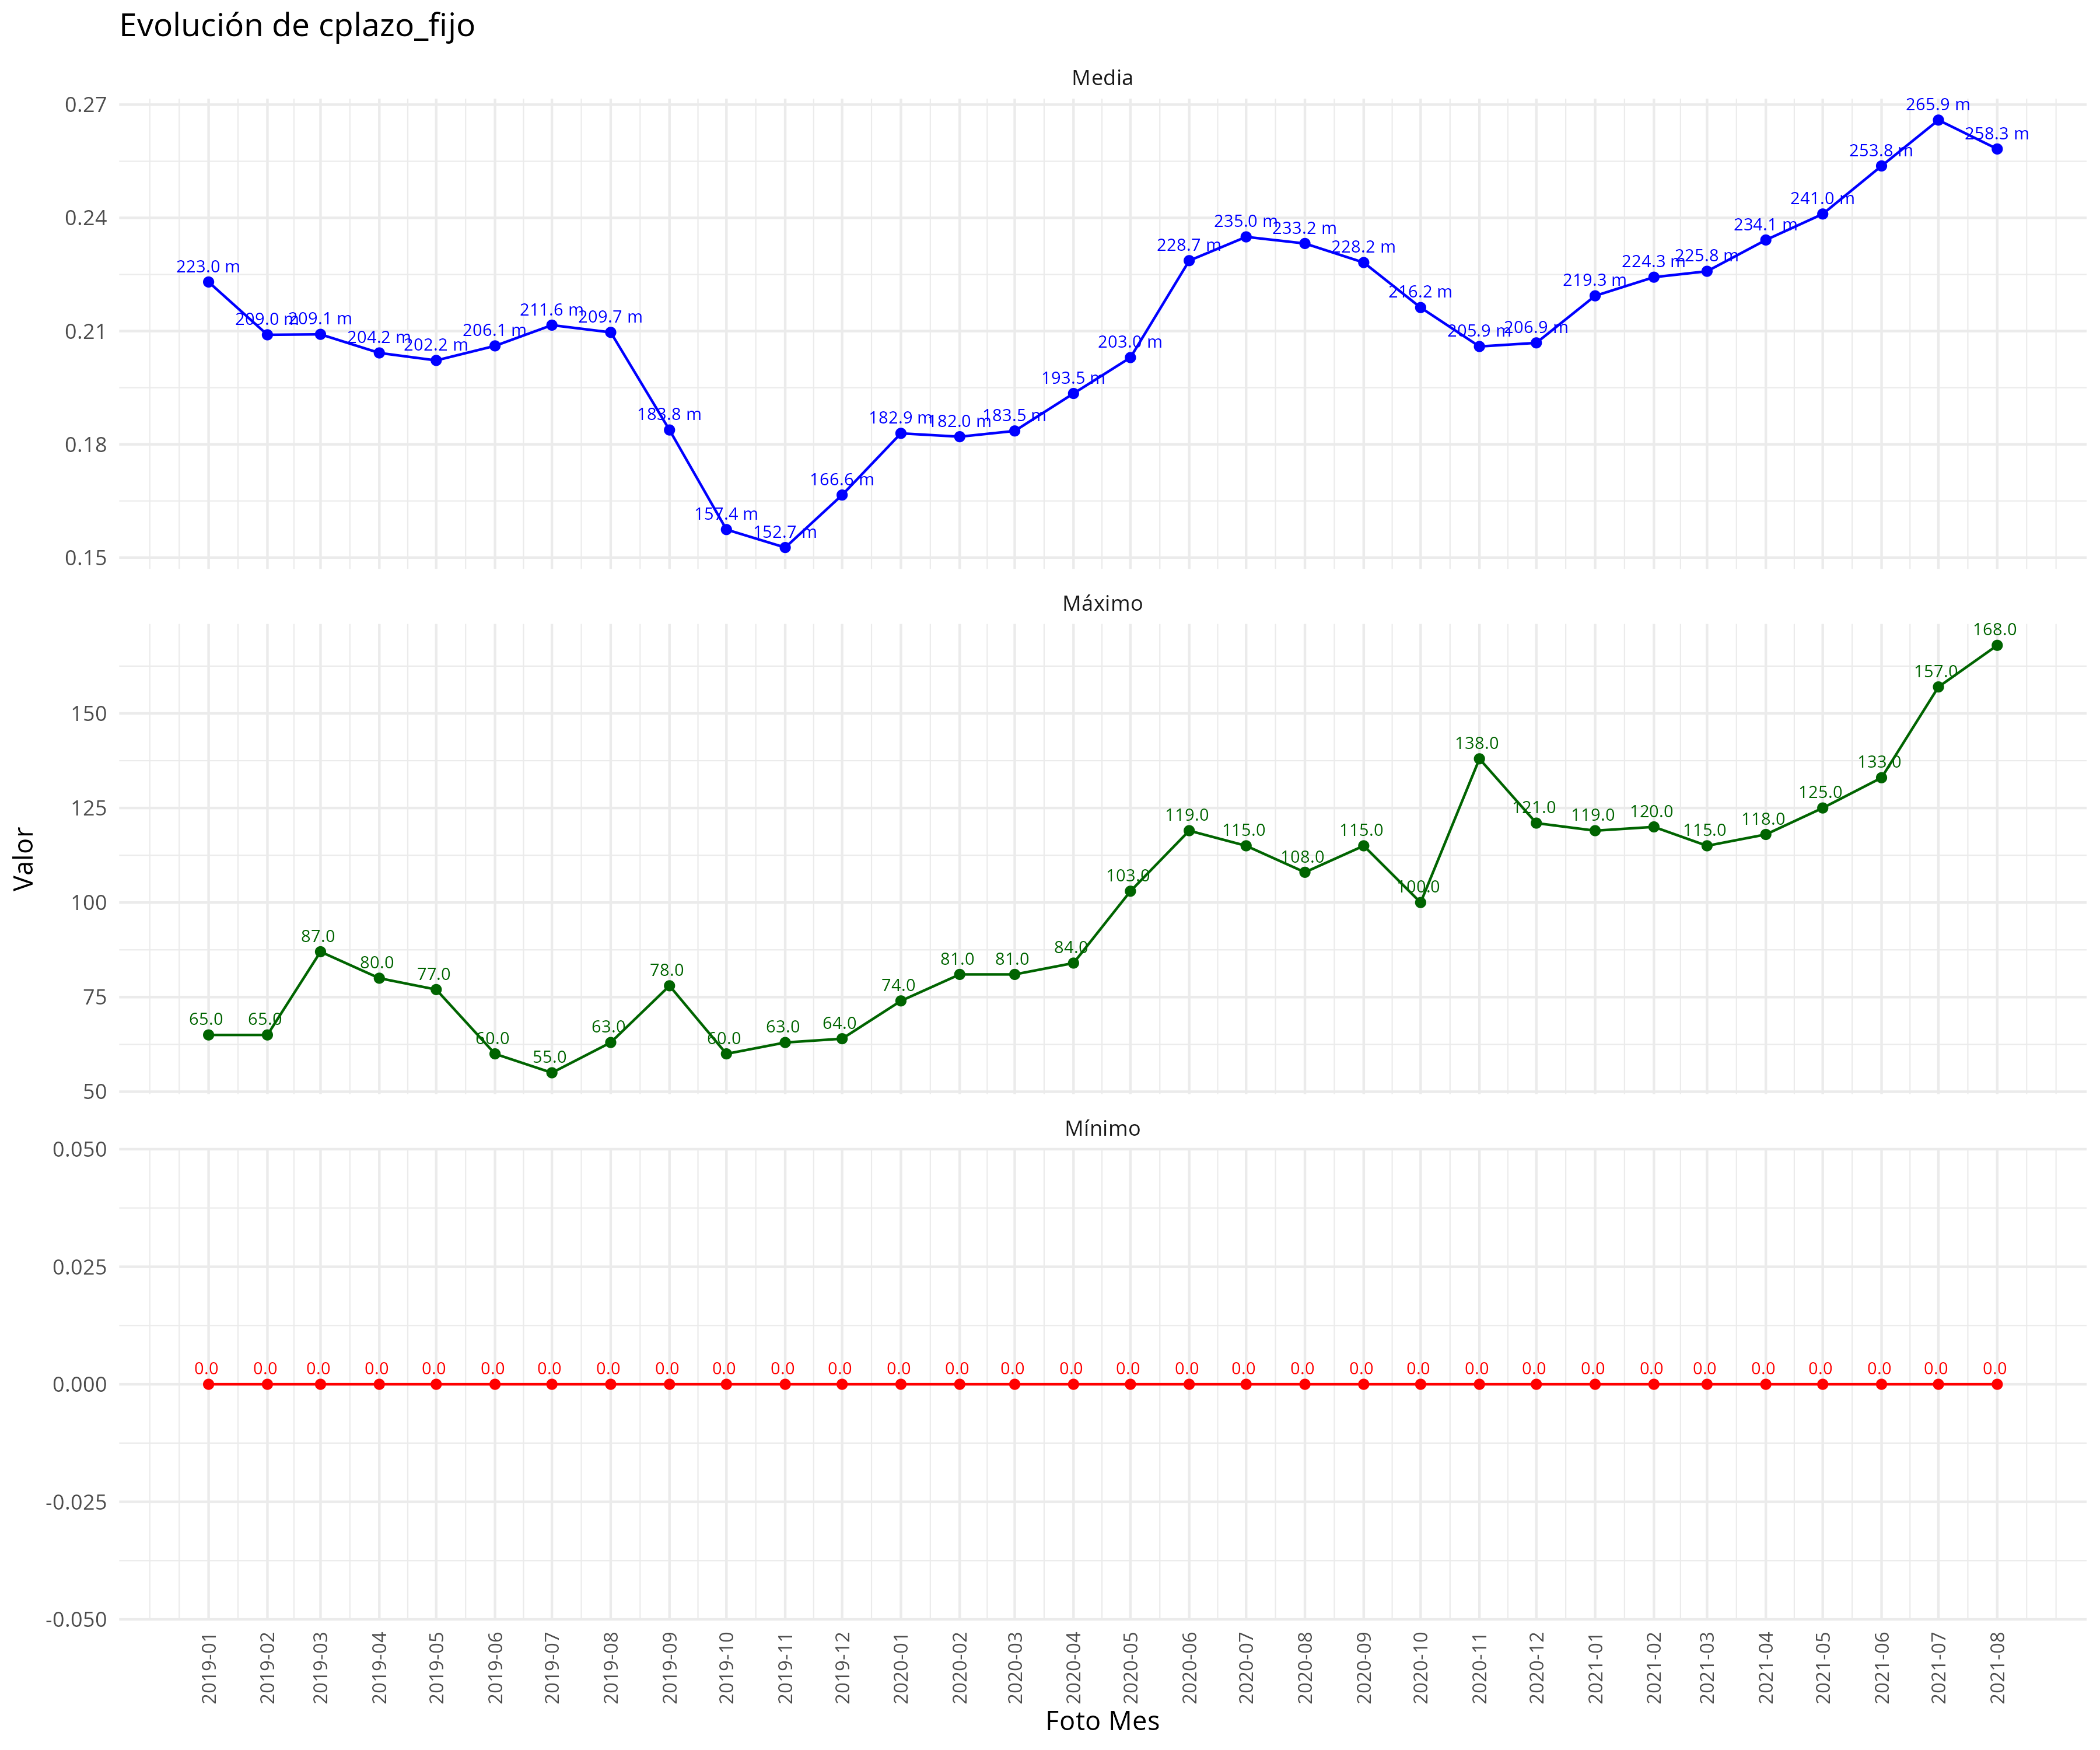 Evolución de cplazo_fijo
Media
0.27
0.24
0.21
0.18
0.15
223.0 m
209.0 m
209.1 m
204.2 m
202.2 m
206.1 m
211.6 m
209.7 m
183.8 m
157.4 m
152.7 m
166.6 m
182.9 m
182.0 m
183.5 m
193.5 m
203.0 m
228.7 m
235.0 m
233.2 m
228.2 m
216.2 m
205.9 m
206.9 m
219.3 m
224.3 m
225.8 m
234.1 m
241.0 m
253.8 m
265.9 m
258.3 m
Máximo
Valor
150
125
100
75
50
65.0
65.0
87.0
80.0
77.0
60.0
55.0
63.0
78.0
60.0
63.0
64.0
74.0
81.0
81.0
84.0
103.0
119.0
115.0
108.0
115.0
100.0
138.0
121.0
119.0
120.0
115.0
118.0
125.0
133.0
157.0
168.0
Mínimo
0.050
0.025
0.000
-0.025
-0.050
0.0 0.0 0.0 0.0 0.0 0.0 0.0 0.0 0.0 0.0 0.0 0.0 0.0 0.0 0.0 0.0 0.0 0.0 0.0 0.0 0.0 0.0 0.0 0.0 0.0 0.0 0.0 0.0 0.0 0.0 0.0 0.0
2019-01
2019-02
2019-03
2019-04
2019-05
2019-06
2019-07
2019-08
2019-09
2019-10
2019-11
2019-12
2020-01
2020-02
2020-03
2020-04
2020-05
2020-06
2020-07
2020-08
2020-09
2020-10
2020-11
2020-12
2021-01
2021-02
2021-03
2021-04
2021-05
2021-06
2021-07
2021-08
Foto Mes